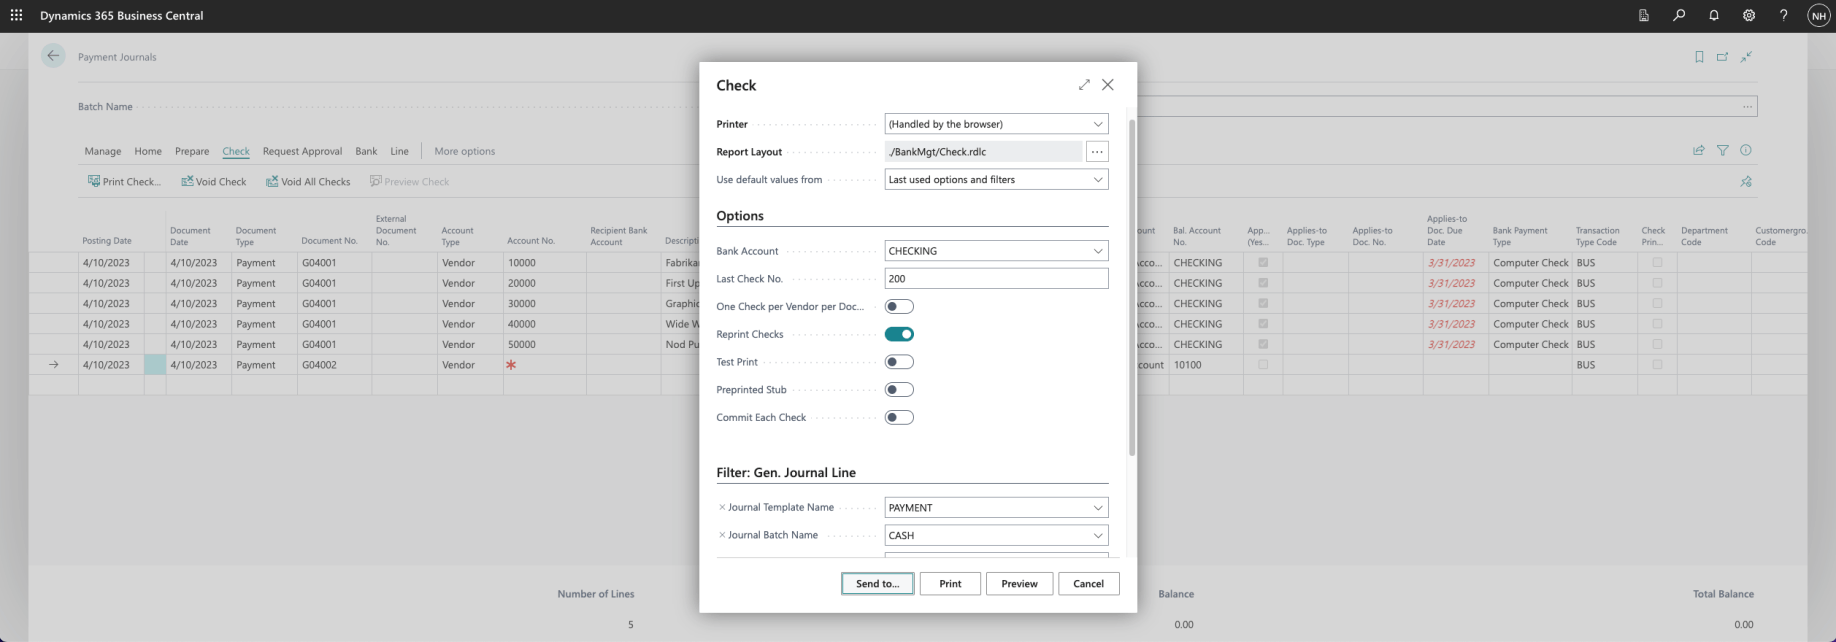 Dynamics 365 Business Central
NH
Payment Journals
Batch Name
Manage Home Prepare Check Request Approval Bank Line More options
Print Check... Void Check Void All Checks Preview Check
Posting Date Document Date Document Type Document No. External Document No. Account Type Account No. Recipient Bank Account Descripti ount Bal. Account No. App... (Yes... Applies-to Doc. Type Applies-to Doc. No. Applies-to Doc. Due Date Bank Payment Type Transaction Type Code Check Prin... Department Code Customergro... Code
4/10/2023 4/10/2023 Payment G04001 Vendor 10000 Fabrika cco... CHECKING 3/31/2023 Computer Check BUS
4/10/2023 4/10/2023 Payment G04001 Vendor 20000 First Up cco... CHECKING 3/31/2023 Computer Check BUS
4/10/2023 4/10/2023 Payment G04001 Vendor 30000 Graphic cco... CHECKING 3/31/2023 Computer Check BUS
4/10/2023 4/10/2023 Payment G04001 Vendor 40000 Wide W cco... CHECKING 3/31/2023 Computer Check BUS
4/10/2023 4/10/2023 Payment G04001 Vendor 50000 Nod Pu cco... CHECKING 3/31/2023 Computer Check BUS
4/10/2023 4/10/2023 Payment G04002 Vendor * count 10100 BUS
Number of Lines Balance Total Balance
5 0.00 0.00
Check
Printer (Handled by the browser)
Report Layout ./BankMgt/Check.rdlc ...
Use default values from Last used options and filters
Options
Bank Account CHECKING
Last Check No. 200
One Check per Vendor per Doc...
Reprint Checks
Test Print
Preprinted Stub
Commit Each Check
Filter: Gen. Journal Line
× Journal Template Name PAYMENT
× Journal Batch Name CASH
Send to... Print Preview Cancel